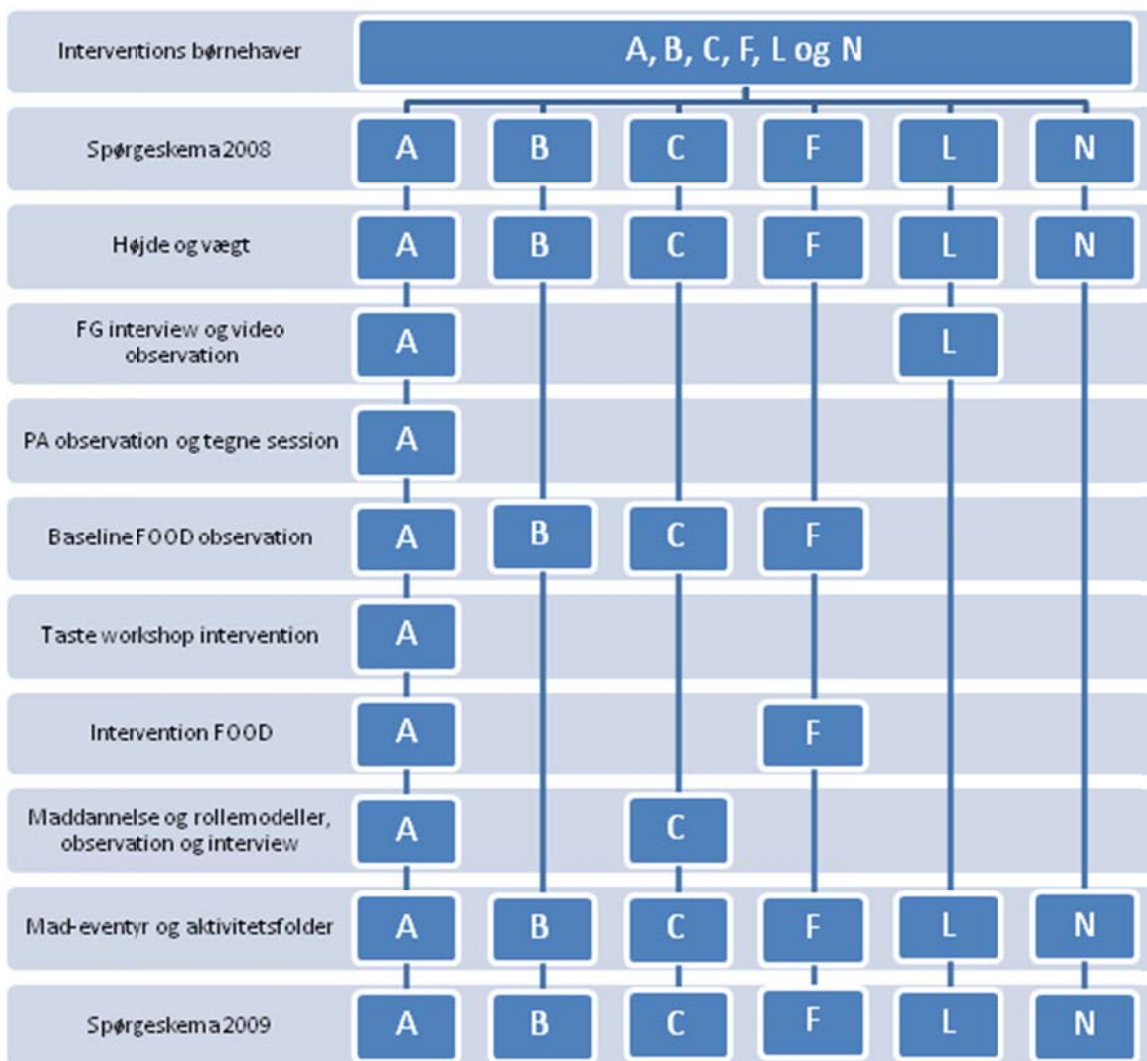 Interventions børnehaver
A, B, C, F, L og N
Spørgeskema 2008
A B C F L N
Højde og vægt
A B C F L N
FG interview og video
observation
A L
PA observation og tegne session
A
Baseline FOOD observation
A B C F
Taste workshop intervention
A
Intervention FOOD
A F
Maddannelse og rollemodeller,
observation og interview
A C
Mad-eventyr og aktivitetsfolder
A B C F L N
Spørgeskema 2009
A B C F L N